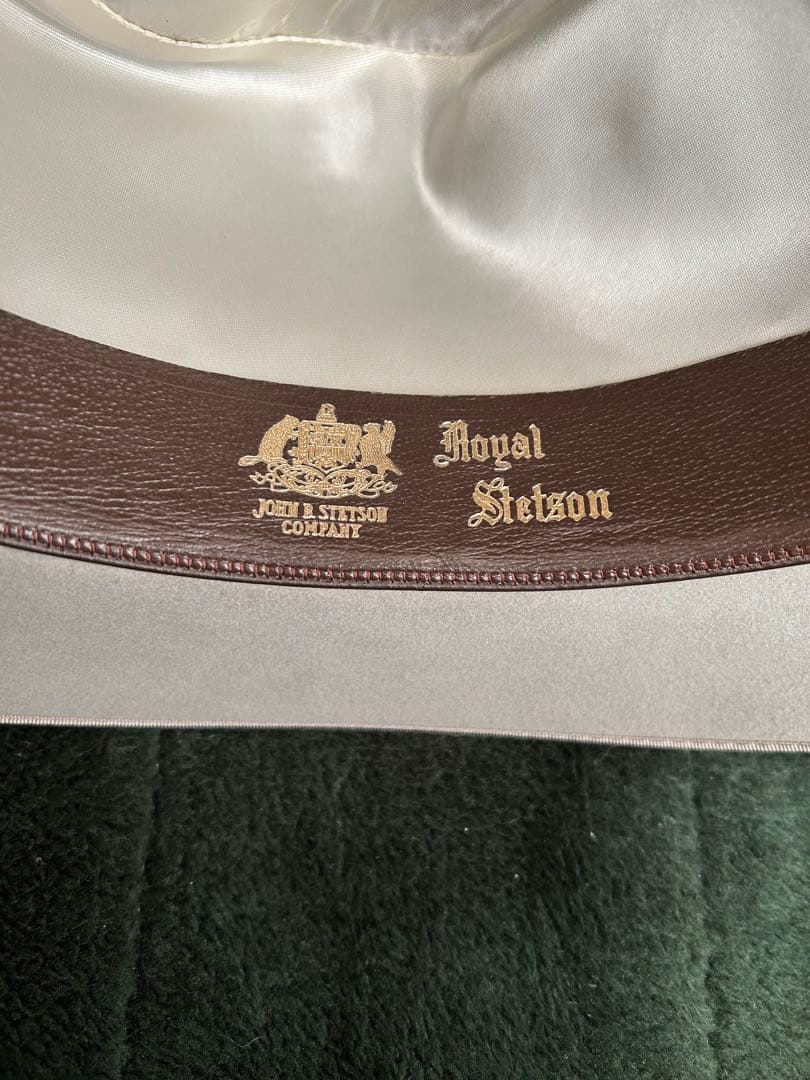 JOHN B. STETSON
COMPANY
Royal
Stetson